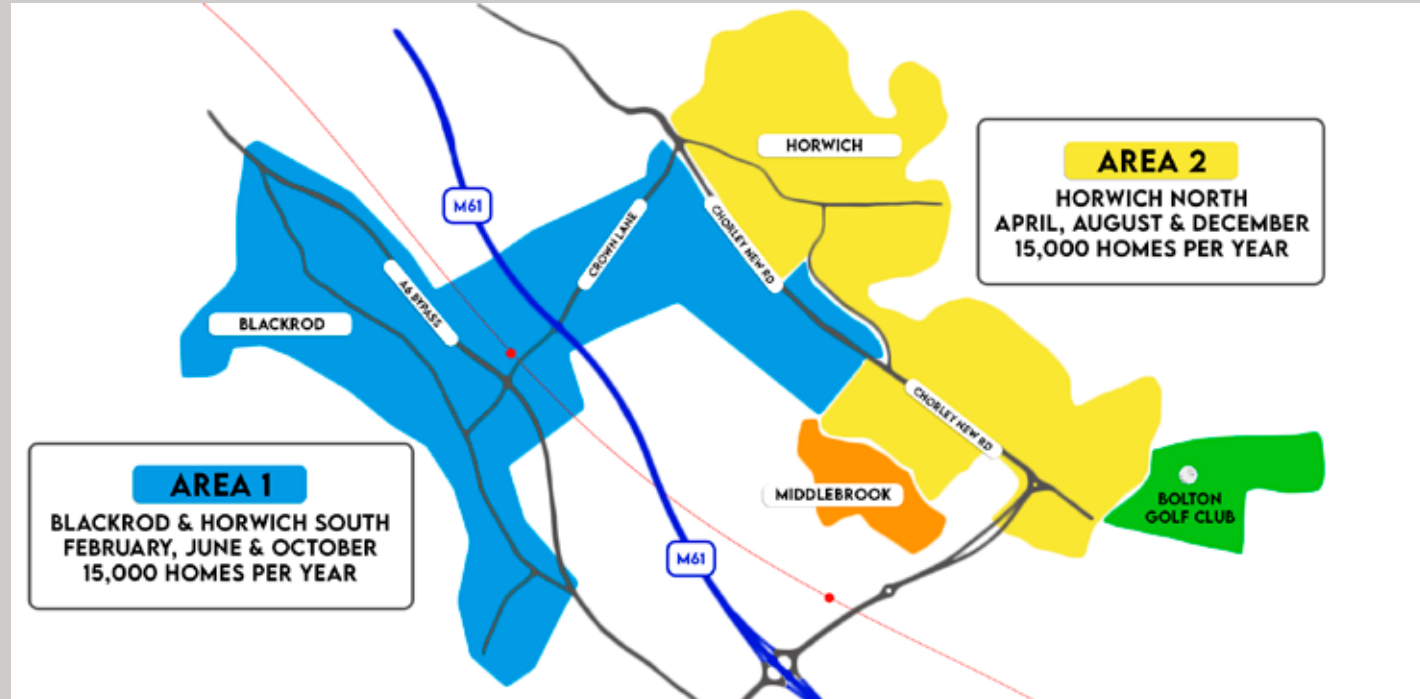 HORWICH
AREA 2
HORWICH NORTH
APRIL, AUGUST & DECEMBER
15,000 HOMES PER YEAR
M61
CROWN LANE
CHORLEY NEW RD
A6 BYPASS
BLACKROD
CHORLEY NEW RD
AREA 1
BLACKROD & HORWICH SOUTH
FEBRUARY, JUNE & OCTOBER
15,000 HOMES PER YEAR
MIDDLEBROOK
BOLTON
GOLF CLUB
M61